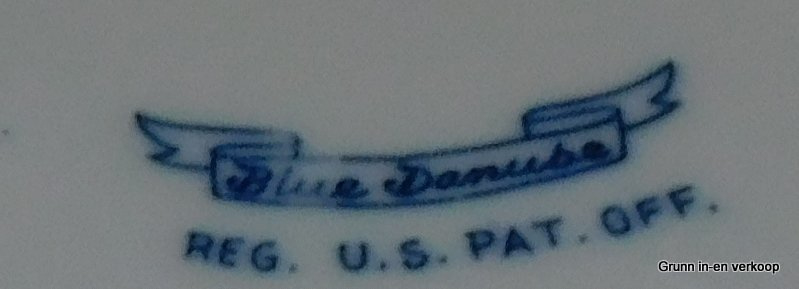 Blue Danube
REG. U.S. PAT. OFF.
Grunn in-en verkoop